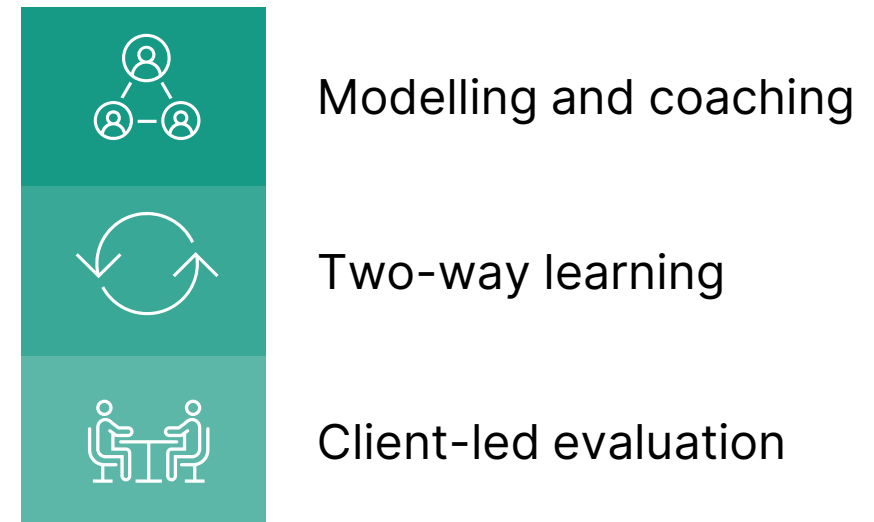 Modelling and coaching
Two-way learning
Client-led evaluation